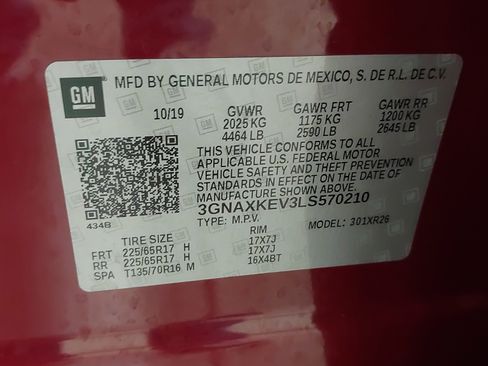 GM MFD BY GENERAL MOTORS DE MEXICO, S. DE R.L. DE C.V.
10/19 GVWR GAWR FRT GAWR RR
2025 KG 1175 KG 1200 KG
4464 LB 2590 LB 2645 LB
THIS VEHICLE CONFORMS TO ALL
APPLICABLE U.S. FEDERAL MOTOR
VEHICLE SAFETY AND THEFT PREVENTION
STANDARDS IN EFFECT ON THE DATE OF
MANUFACTURE SHOWN ABOVE.
3GNAXKEV3LS570210
434B TYPE: M.P.V. MODEL: 301XR26
TIRE SIZE RIM
FRT 225/65R17 H 17X7J
RR 225/65R17 H 17X7J
SPA T135/70R16 M 16X4BT